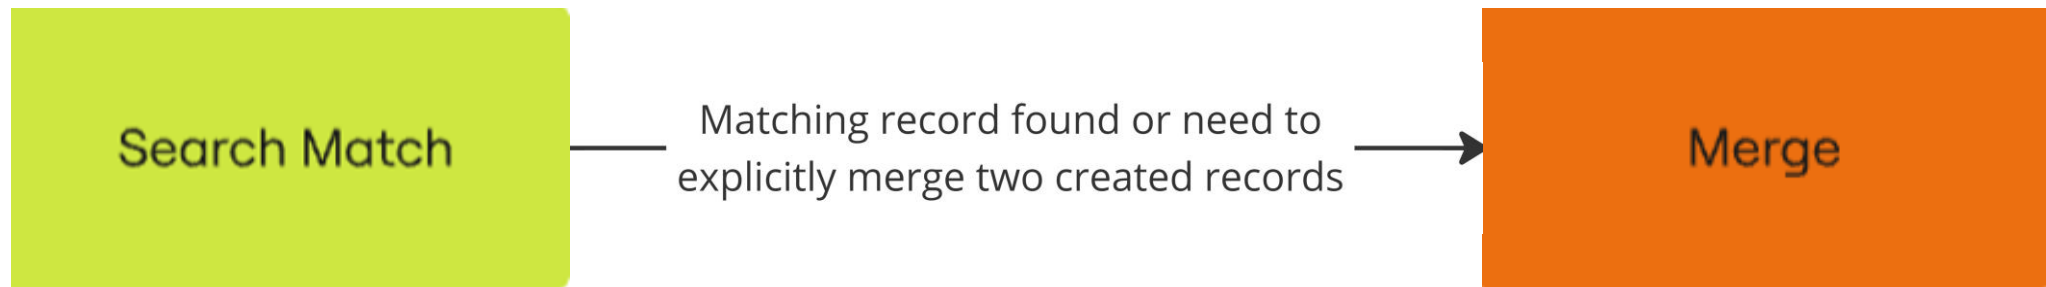 Search Match
Matching record found or need to
explicitly merge two created records
Merge